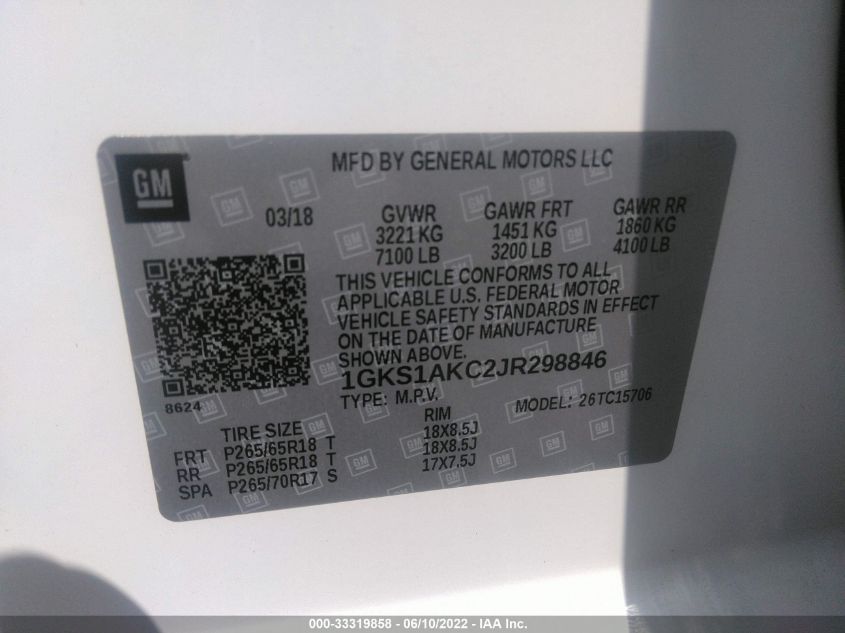 GM
MFD BY GENERAL MOTORS LLC
03/18
GVWR GAWR FRT GAWR RR
3221 KG 1451 KG 1860 KG
7100 LB 3200 LB 4100 LB
THIS VEHICLE CONFORMS TO ALL
APPLICABLE U.S. FEDERAL MOTOR
VEHICLE SAFETY STANDARDS IN EFFECT
ON THE DATE OF MANUFACTURE
SHOWN ABOVE.
1GKS1AKC2JR298846
8624
TYPE: M.P.V. MODEL: 26TC15706
TIRE SIZE RIM
FRT P265/65R18 T 18X8.5J
RR P265/65R18 T 18X8.5J
SPA P265/70R17 S 17X7.5J
000-33319858 - 06/10/2022 - IAA Inc.